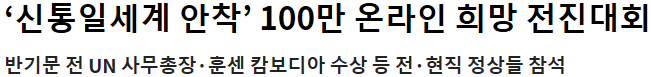 ‘신통일세계 안착’ 100만 온라인 희망 전진대회
반기문 전 UN 사무총장·훈센 캄보디아 수상 등 전·현직 정상들 참석